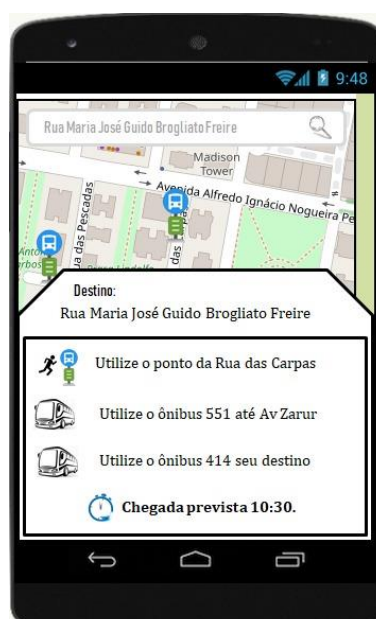 9:48
Rua Maria José Guido Brogliato Freire
Madison
Tower
Avenida Alfredo Ignácio Nogueira Pe
Rua das Pescadas
das
Destino:
Rua Maria José Guido Brogliato Freire
Utilize o ponto da Rua das Carpas
Utilize o ônibus 551 até Av Zarur
Utilize o ônibus 414 seu destino
Chegada prevista 10:30.